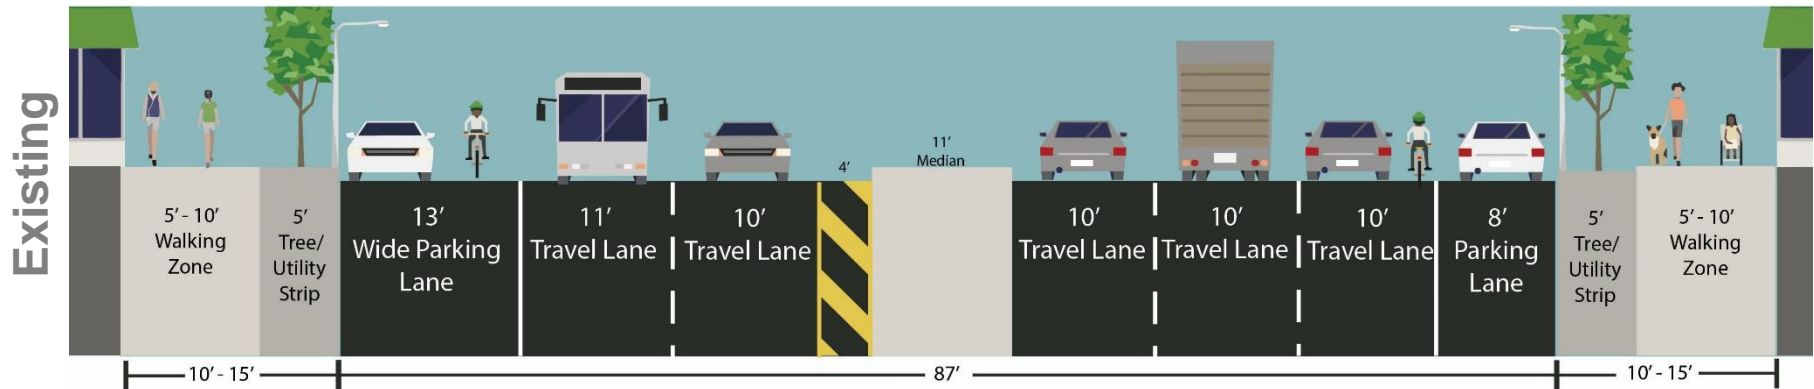 Existing
5' - 10'
Walking
Zone
5'
Tree/
Utility
Strip
13'
Wide Parking
Lane
11'
Travel Lane
10'
Travel Lane
4'
11'
Median
10'
Travel Lane
10'
Travel Lane
10'
Travel Lane
8'
Parking
Lane
5'
Tree/
Utility
Strip
5' - 10'
Walking
Zone
10' - 15'
87'
10' - 15'